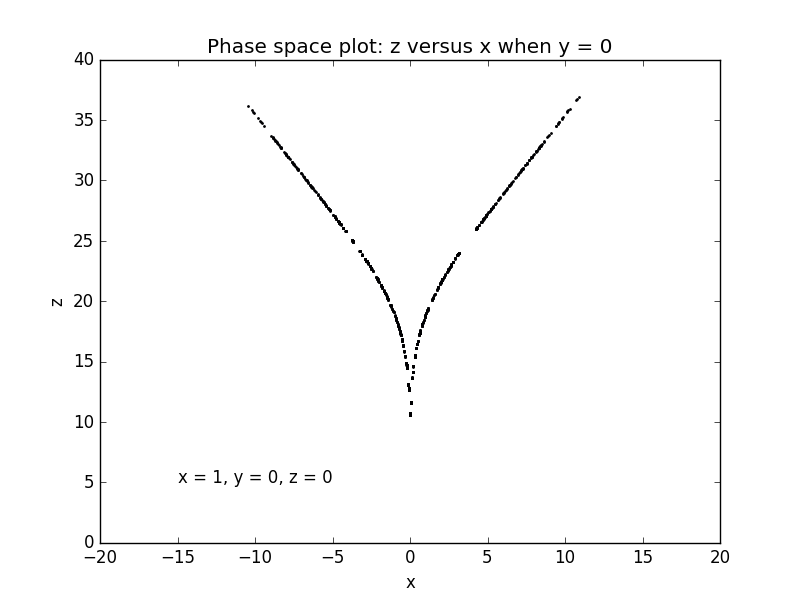 Phase space plot: z versus x when y = 0
40
35
30
25
20
15
10
5
0
z
x = 1, y = 0, z = 0
−20 −15 −10 −5 0 5 10 15 20
x